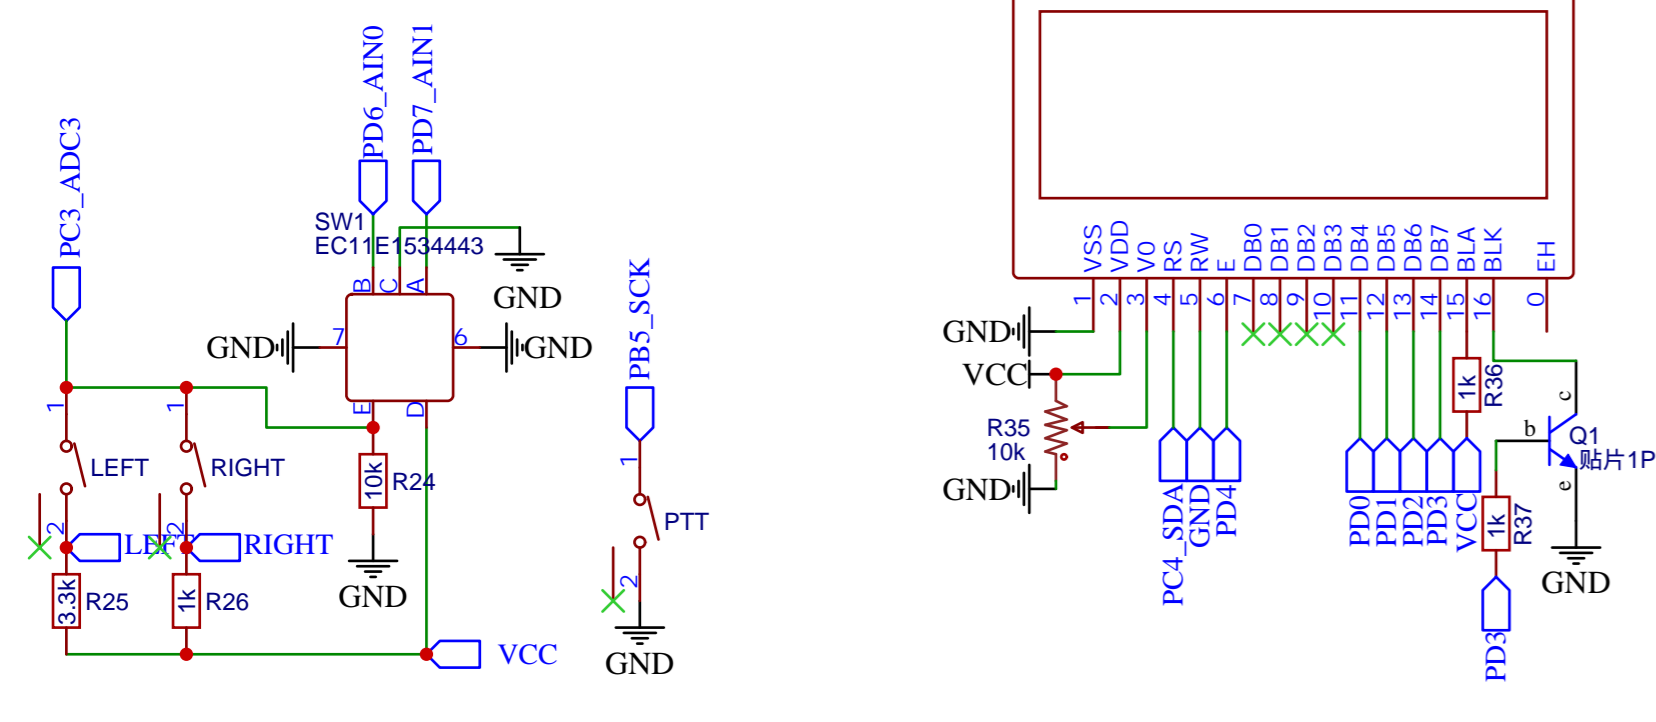 PC3_ADC3
PD6_AIN0
PD7_AIN1
SW1
EC11E1534443
B
C
A
GND
GND
7
6
GND
E
D
1
1
LEFT
RIGHT
2
2
LEFT
RIGHT
10k
R24
GND
3.3k
R25
1k
R26
VCC
PB5_SCK
1
PTT
2
GND
VSS
VDD
V0
RS
RW
E
DB0
DB1
DB2
DB3
DB4
DB5
DB6
DB7
BLA
BLK
EH
1
2
3
4
5
6
7
8
9
10
11
12
13
14
15
16
0
GND
VCC
R35
10k
GND
PC4_SDA
GND
PD4
PD0
PD1
PD2
PD3
VCC
1k
R36
c
b
e
Q1
贴片1P
1k
R37
GND
PD3